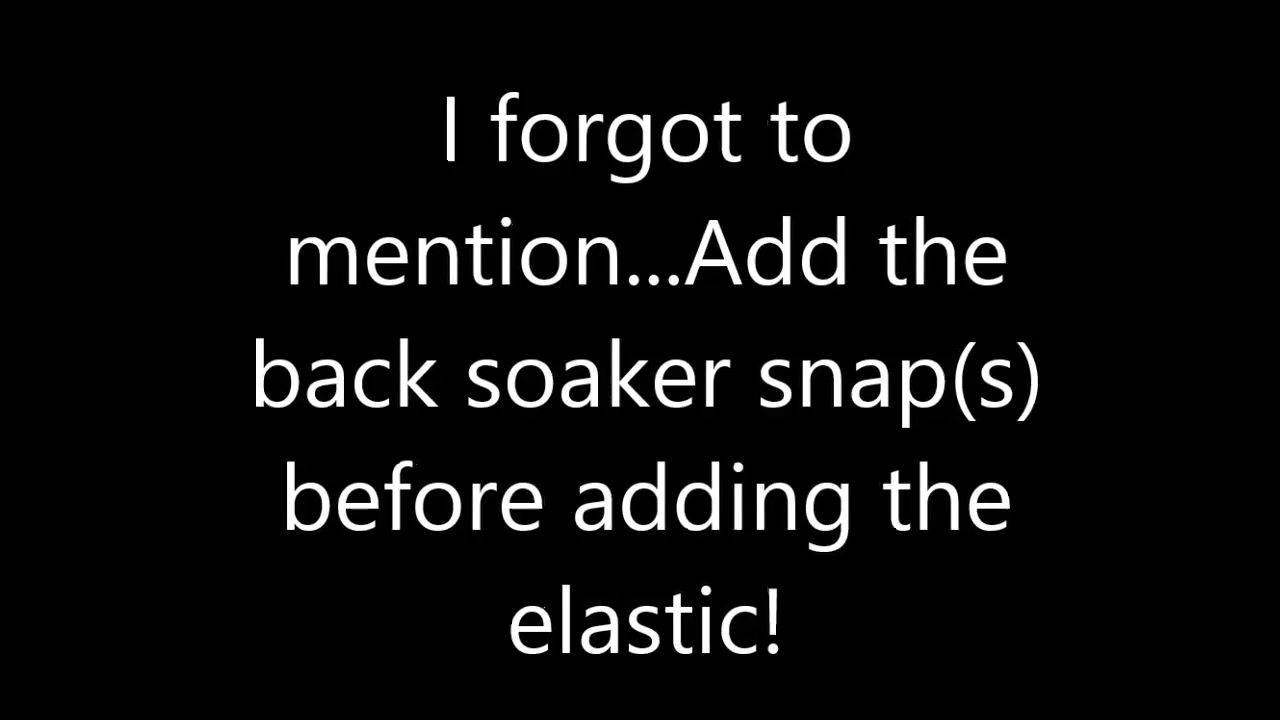 I forgot to
mention...Add the
back soaker snap(s)
before adding the
elastic!